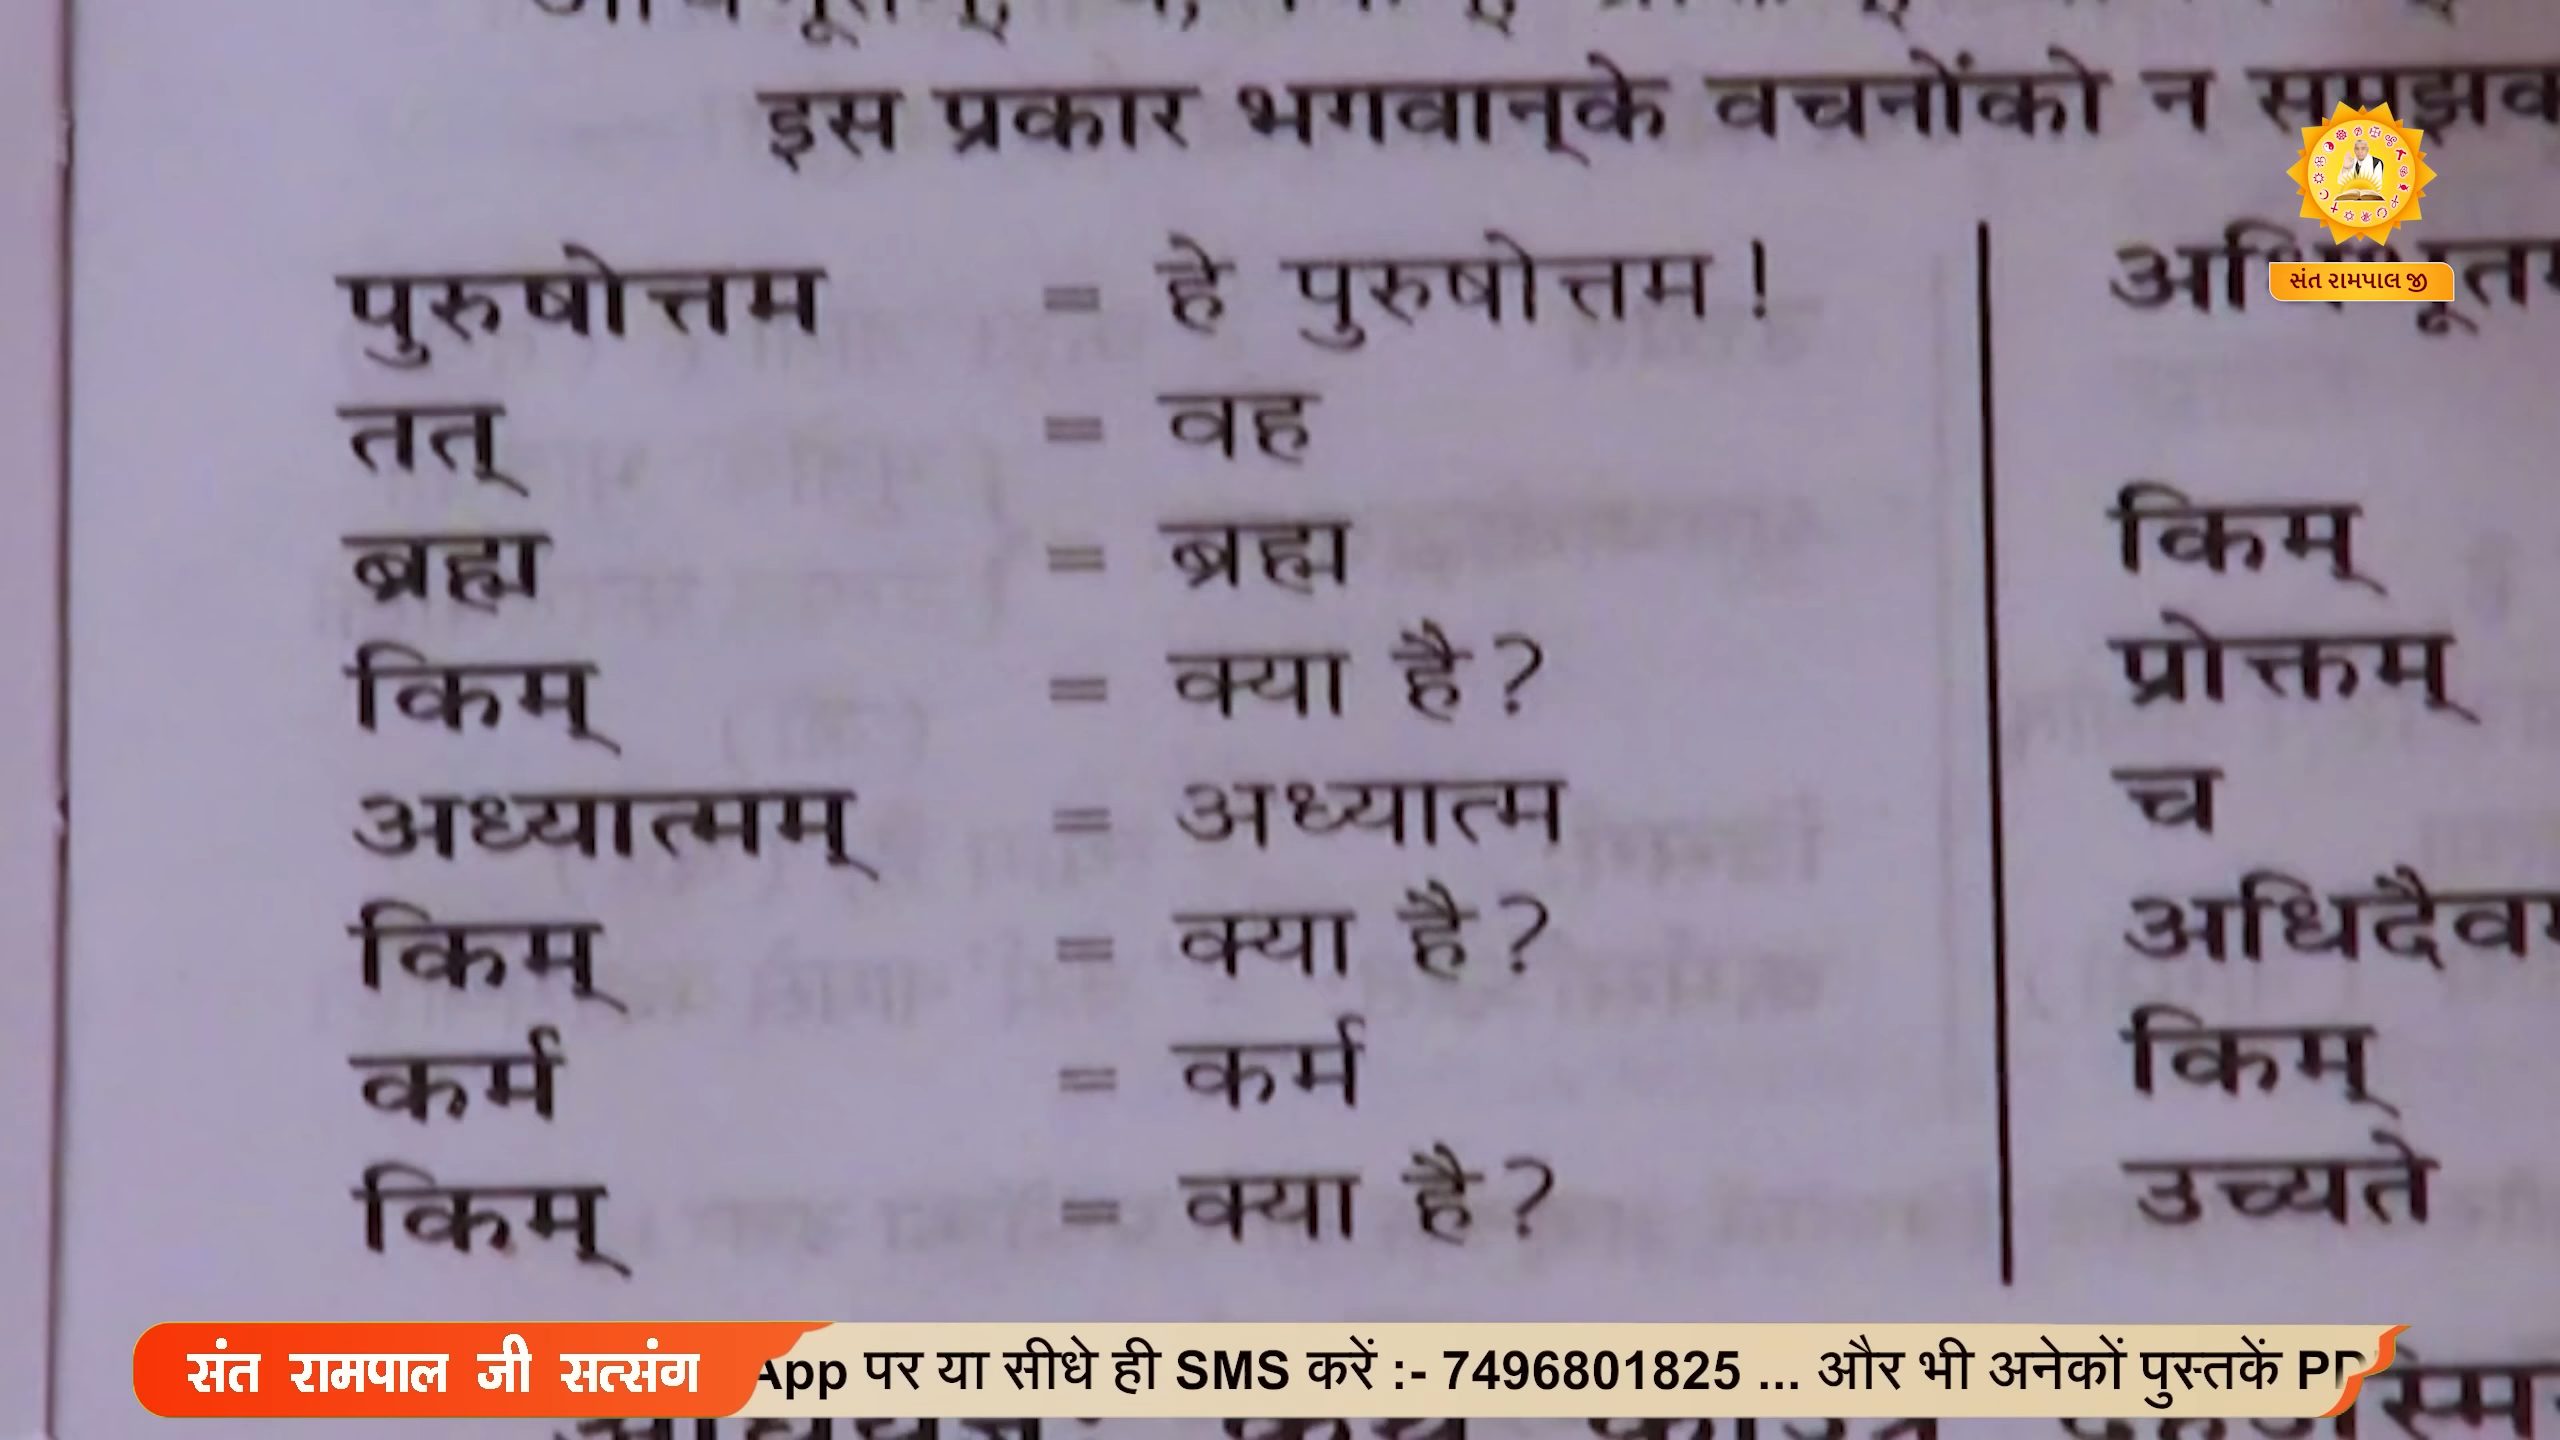 इस प्रकार भगवान्‌के वचनोंको न
पुरुषोत्तम = हे पुरुषोत्तम!
तत् = वह
ब्रह्म = ब्रह्म
किम् = क्या है?
अध्यात्मम् = अध्यात्म
किम् = क्या है?
कर्म = कर्म
किम् = क्या है?
किम्
प्रोक्तम्
च
किम्
उच्यते
સંત રામપાલ જી
संत रामपाल जी सत्संग
App पर या सीधे ही SMS करें :- 7496801825 ... और भी अनेकों पुस्तकें